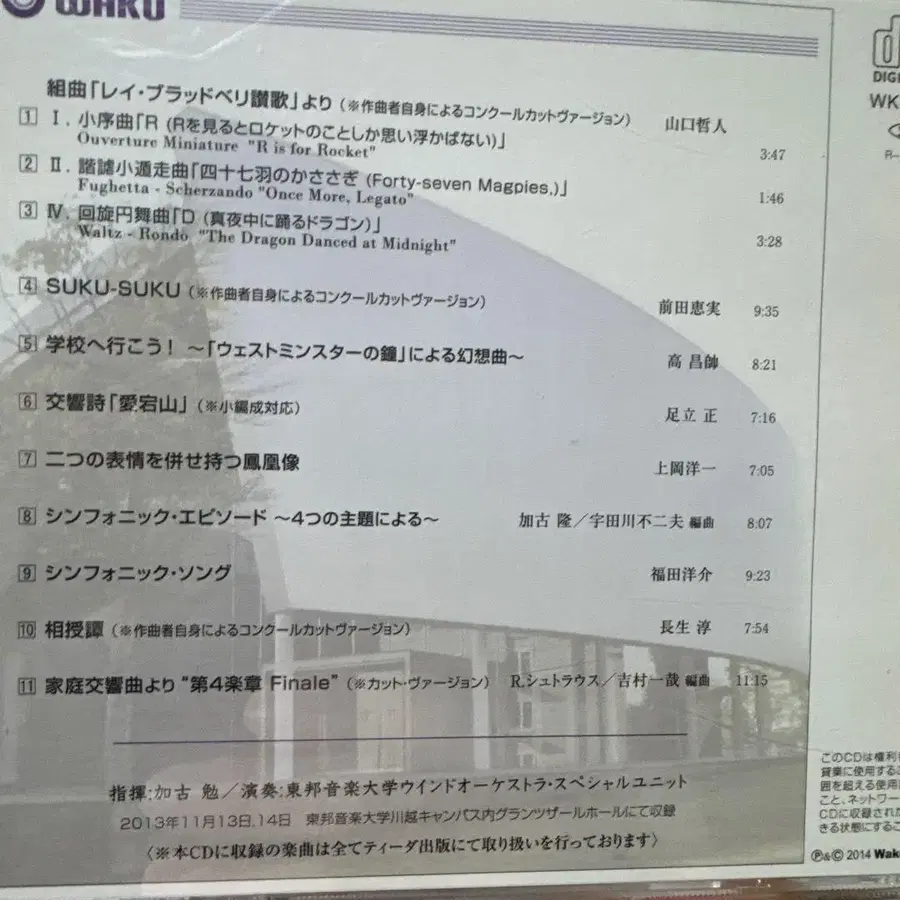 WAKU
組曲「レイ・ブラッドベリ讃歌」より（※作曲者自身によるコンクールカットヴァージョン） 山口哲人
1 Ⅰ. 小序曲「R (Rを見るとロケットのことしか思い浮かばない)」
Ouverture Miniature "R is for Rocket" 3:47
2 Ⅱ. 諧謔小遁走曲「四十七羽のかささぎ (Forty-seven Magpies,)」
Fughetta - Scherzando "Once More, Legato" 1:46
3 Ⅳ. 回旋円舞曲「D (真夜中に踊るドラゴン)」
Waltz - Rondo "The Dragon Danced at Midnight" 3:28
4 SUKU-SUKU（※作曲者自身によるコンクールカットヴァージョン） 前田恵実 9:35
5 学校へ行こう！ ～「ウェストミンスターの鐘」による幻想曲～ 高 昌帥 8:21
6 交響詩「愛宕山」（※小編成対応） 足立 正 7:16
7 二つの表情を併せ持つ鳳凰像 上岡洋一 7:05
8 シンフォニック・エピソード ～4つの主題による～ 加古 隆／宇田川不二夫 編曲 8:07
9 シンフォニック・ソング 福田洋介 9:23
10 相授譚（※作曲者自身によるコンクールカットヴァージョン） 長生 淳 7:54
11 家庭交響曲より "第4楽章 Finale"（※カット・ヴァージョン） R.シュトラウス／吉村一哉 編曲 11:15
指揮:加古 勉／演奏:東邦音楽大学ウインドオーケストラ・スペシャルユニット
2013年11月13日,14日 東邦音楽大学川越キャンパス内グランツザールホールにて収録
〈※本CDに収録の楽曲は全てティーダ出版にて取り扱いを行っております〉
DIG
WK
R-
このCDは権利
貸業に使用するこ
囲を超える使用
こと、ネットワー
CDに収録された
きる状態にするこ
Ⓟ&© 2014 Wak